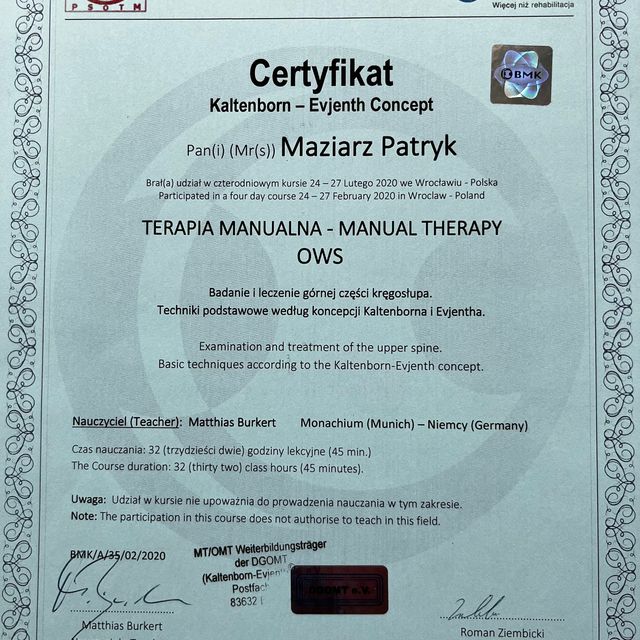 PSOTM
Więcej niż rehabilitacja
Certyfikat
BMK
Kaltenborn – Evjenth Concept
Pan(i) (Mr(s)) Maziarz Patryk
Brał(a) udział w czterodniowym kursie 24 – 27 Lutego 2020 we Wrocławiu - Polska
Participated in a four day course 24 – 27 February 2020 in Wroclaw - Poland
TERAPIA MANUALNA - MANUAL THERAPY
OWS
Badanie i leczenie górnej części kręgosłupa.
Techniki podstawowe według koncepcji Kaltenborna i Evjentha.
Examination and treatment of the upper spine.
Basic techniques according to the Kaltenborn-Evjenth concept.
Nauczyciel (Teacher): Matthias Burkert Monachium (Munich) – Niemcy (Germany)
Czas nauczania: 32 (trzydzieści dwie) godziny lekcyjne (45 min.)
The Course duration: 32 (thirty two) class hours (45 minutes).
Uwaga: Udział w kursie nie upoważnia do prowadzenia nauczania w tym zakresie.
Note: The participation in this course does not authorise to teach in this field.
BMK/A/35/02/2020
MT/OMT Weiterbildungsträger
der DGOMT
(Kaltenborn-Evjenth
Postfach
83632
DGOMT e.V.
Matthias Burkert
Roman Ziembicki